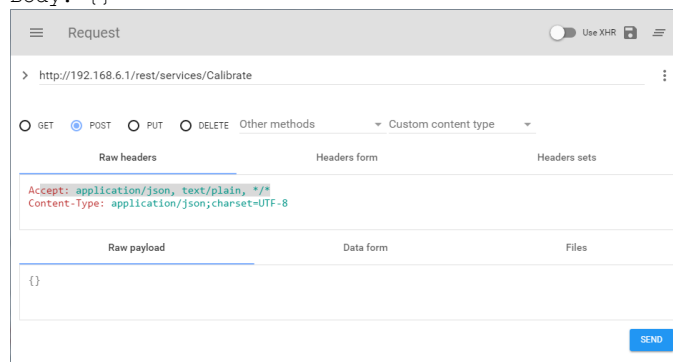 Body: {}
Request
Use XHR
http://192.168.6.1/rest/services/Calibrate
GET POST PUT DELETE Other methods Custom content type
Raw headers Headers form Headers sets
Accept: application/json, text/plain, */*
Content-Type: application/json;charset=UTF-8
Raw payload Data form Files
{}
SEND